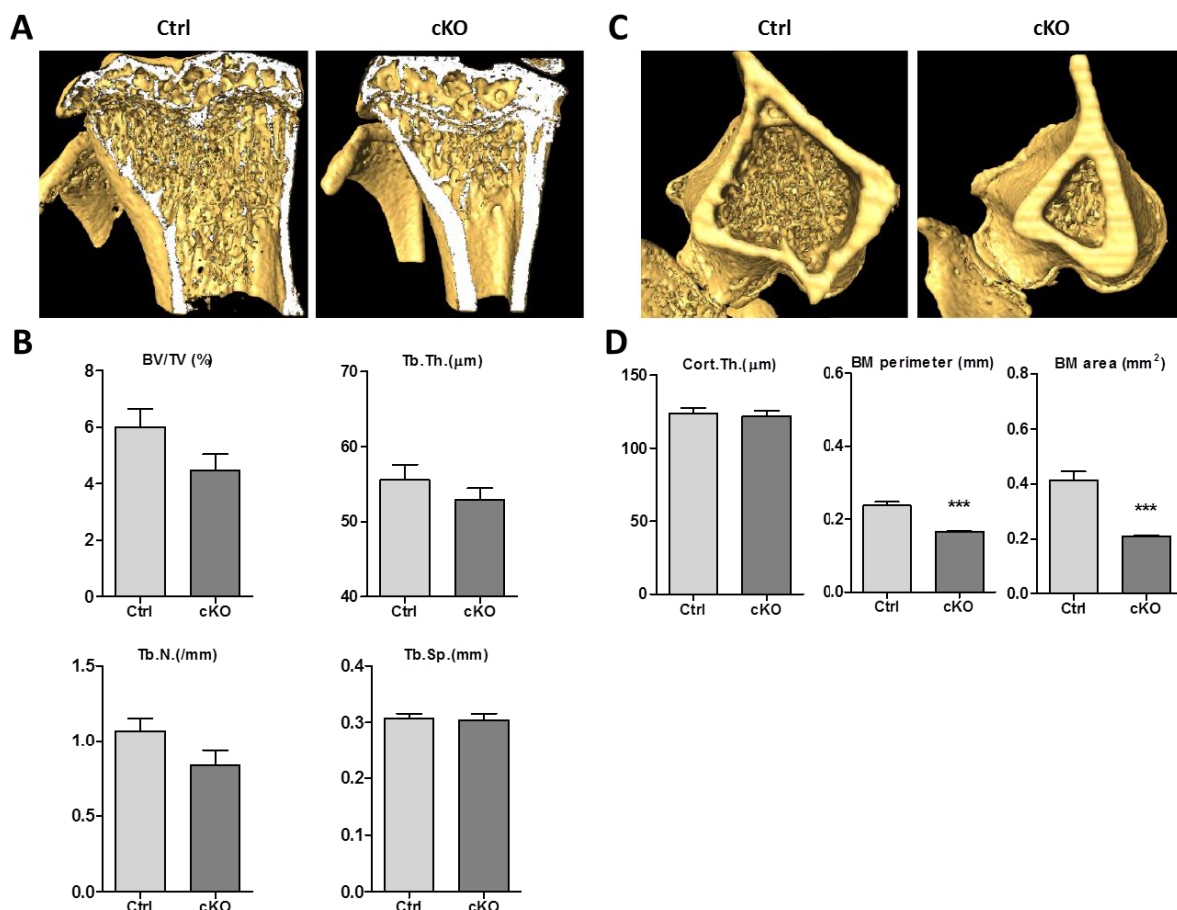 A
Ctrl
cKO
C
Ctrl
cKO
B
BV/TV (%)
8
6
4
2
0
Ctrl
cKO
Tb.Th.(μm)
70
60
50
40
Ctrl
cKO
Tb.N.(/mm)
1.5
1.0
0.5
0.0
Ctrl
cKO
Tb.Sp.(mm)
0.4
0.3
0.2
0.1
0.0
Ctrl
cKO
D
Cort.Th.(μm)
150
100
50
0
Ctrl
cKO
BM perimeter (mm)
0.6
0.4
0.2
0.0
***
Ctrl
cKO
BM area (mm²)
0.8
0.6
0.4
0.2
0.0
***
Ctrl
cKO